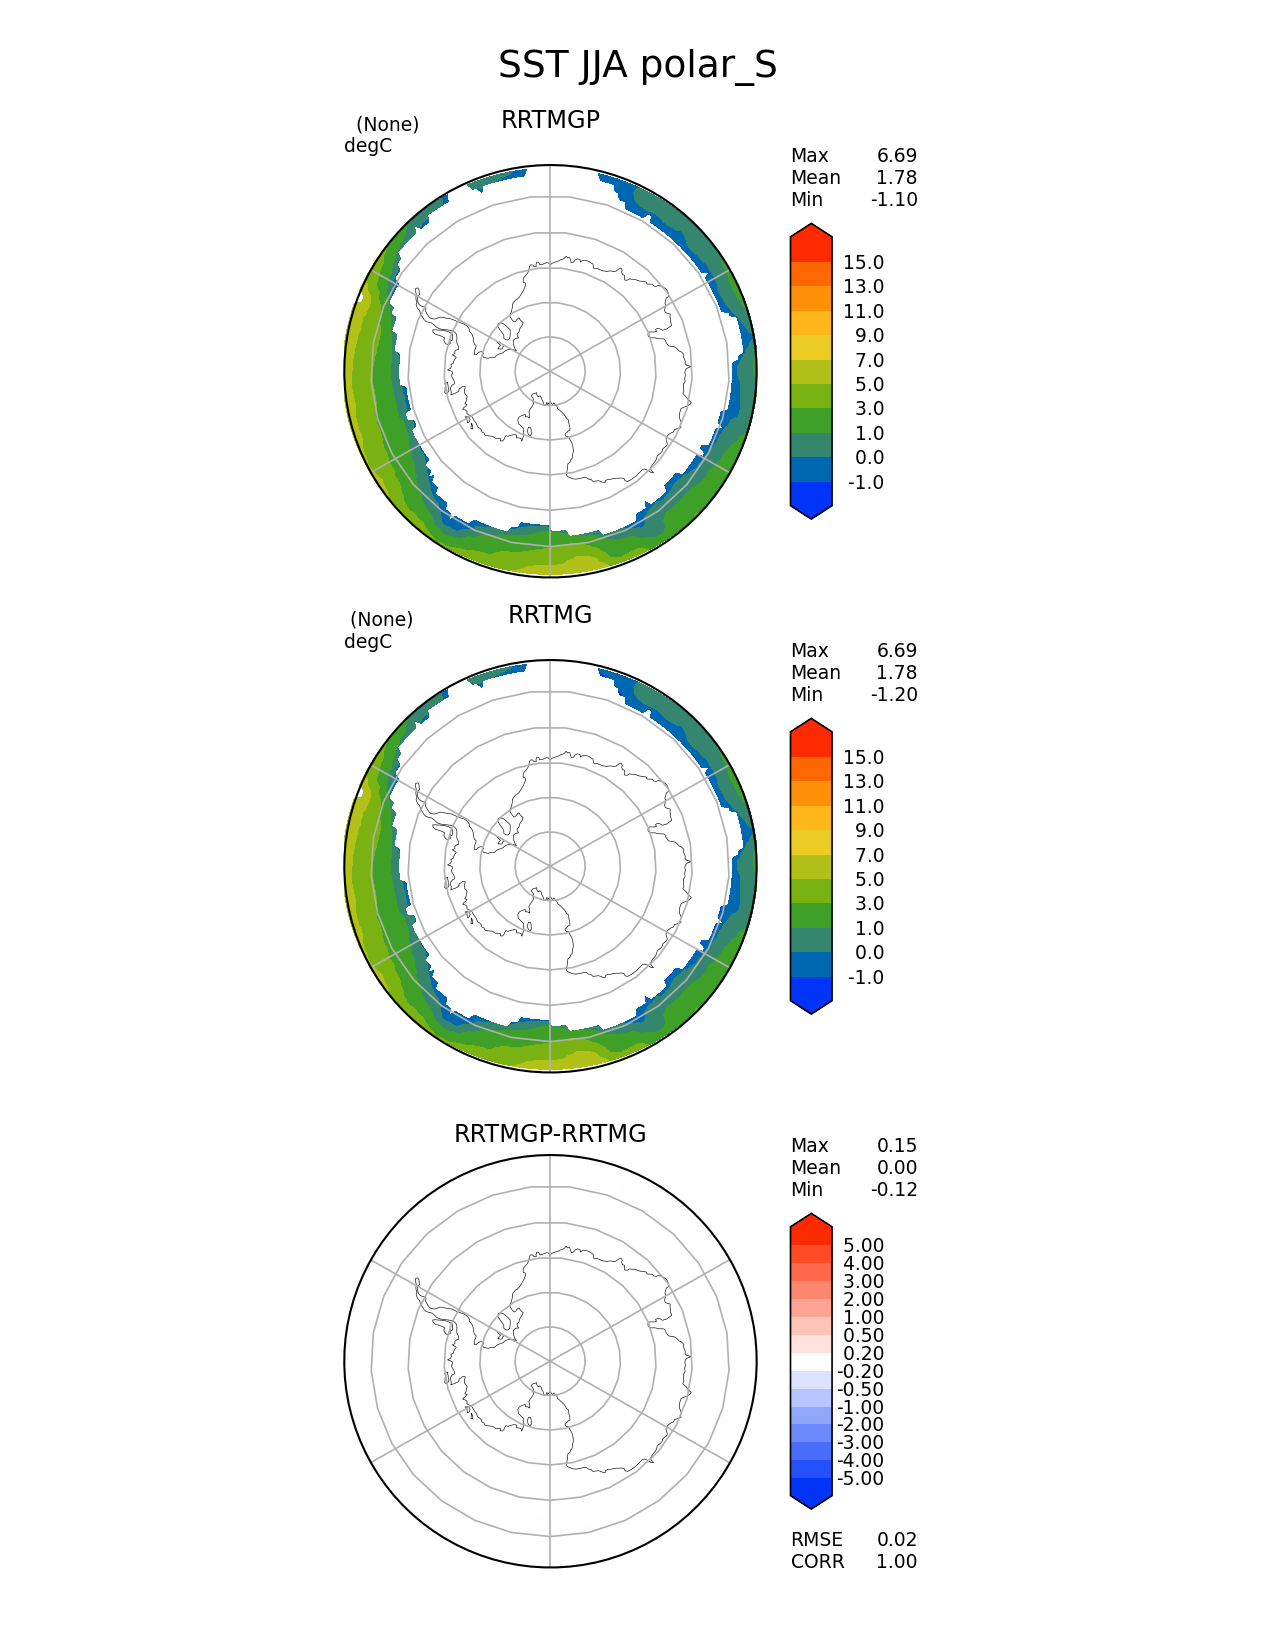 SST JJA polar_S
(None)
RRTMGP
degC
Max 6.69
Mean 1.78
Min -1.10
15.0
13.0
11.0
9.0
7.0
5.0
3.0
1.0
0.0
-1.0
(None)
RRTMG
degC
Max 6.69
Mean 1.78
Min -1.20
15.0
13.0
11.0
9.0
7.0
5.0
3.0
1.0
0.0
-1.0
RRTMGP-RRTMG
Max 0.15
Mean 0.00
Min -0.12
5.00
4.00
3.00
2.00
1.00
0.50
0.20
-0.20
-0.50
-1.00
-2.00
-3.00
-4.00
-5.00
RMSE 0.02
CORR 1.00